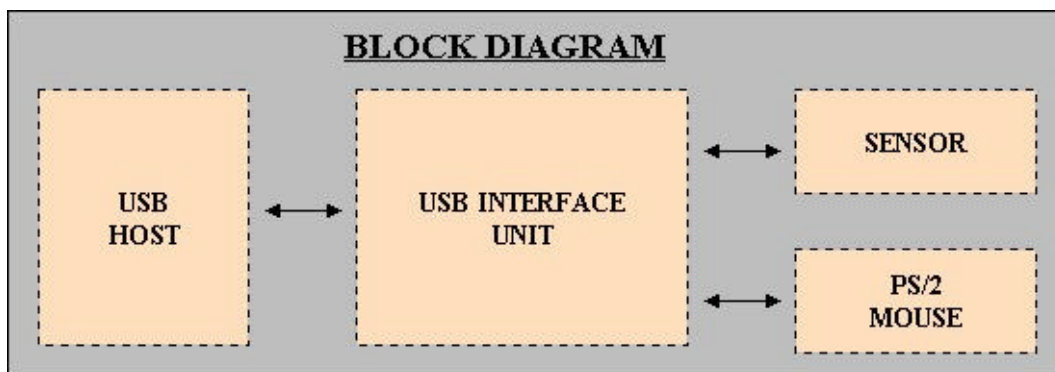 BLOCK DIAGRAM
USB
HOST
USB INTERFACE
UNIT
SENSOR
PS/2
MOUSE